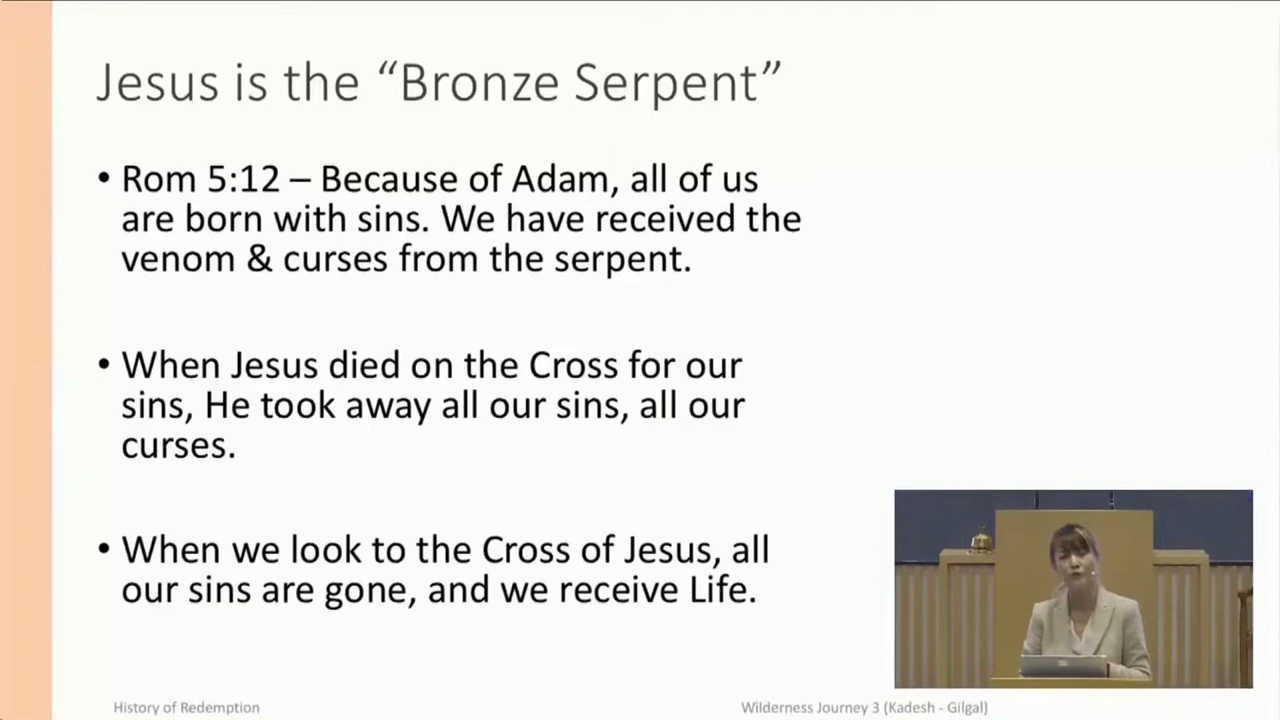 Jesus is the “Bronze Serpent”
• Rom 5:12 – Because of Adam, all of us
are born with sins. We have received the
venom & curses from the serpent.
• When Jesus died on the Cross for our
sins, He took away all our sins, all our
curses.
• When we look to the Cross of Jesus, all
our sins are gone, and we receive Life.
History of Redemption
Wilderness Journey 3 (Kadesh - Gilgal)